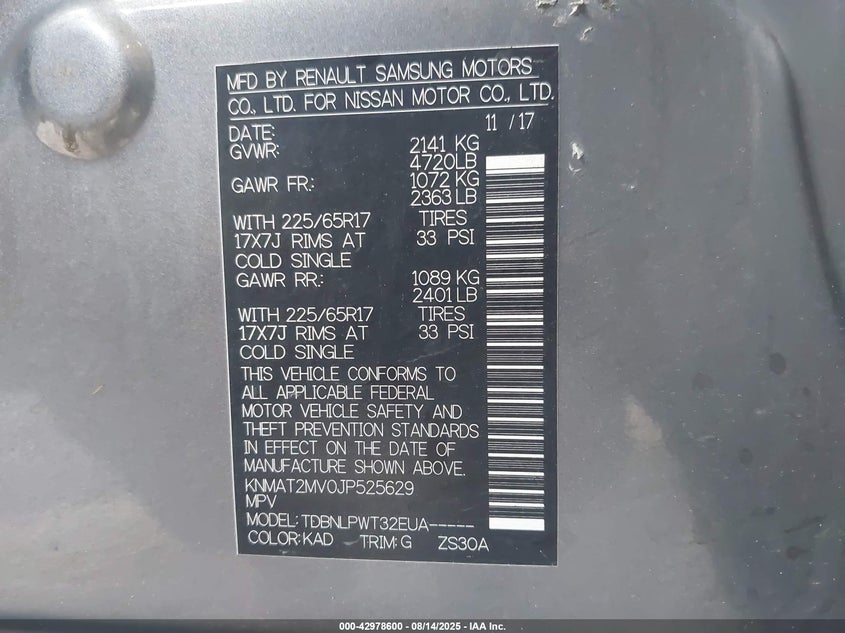 MFD BY RENAULT SAMSUNG MOTORS
CO., LTD. FOR NISSAN MOTOR CO., LTD.
DATE: 11 / 17
GVWR: 2141 KG
4720LB
GAWR FR.: 1072 KG
2363 LB
WITH 225/65R17 TIRES
17X7J RIMS AT 33 PSI
COLD SINGLE
GAWR RR.: 1089 KG
2401 LB
WITH 225/65R17 TIRES
17X7J RIMS AT 33 PSI
COLD SINGLE
THIS VEHICLE CONFORMS TO
ALL APPLICABLE FEDERAL
MOTOR VEHICLE SAFETY AND
THEFT PREVENTION STANDARDS
IN EFFECT ON THE DATE OF
MANUFACTURE SHOWN ABOVE.
KNMAT2MV0JP525629
MPV
MODEL: TDBNLPWT32EUA-----
COLOR: KAD TRIM: G ZS30A
000-42978600 - 08/14/2025 - IAA Inc.